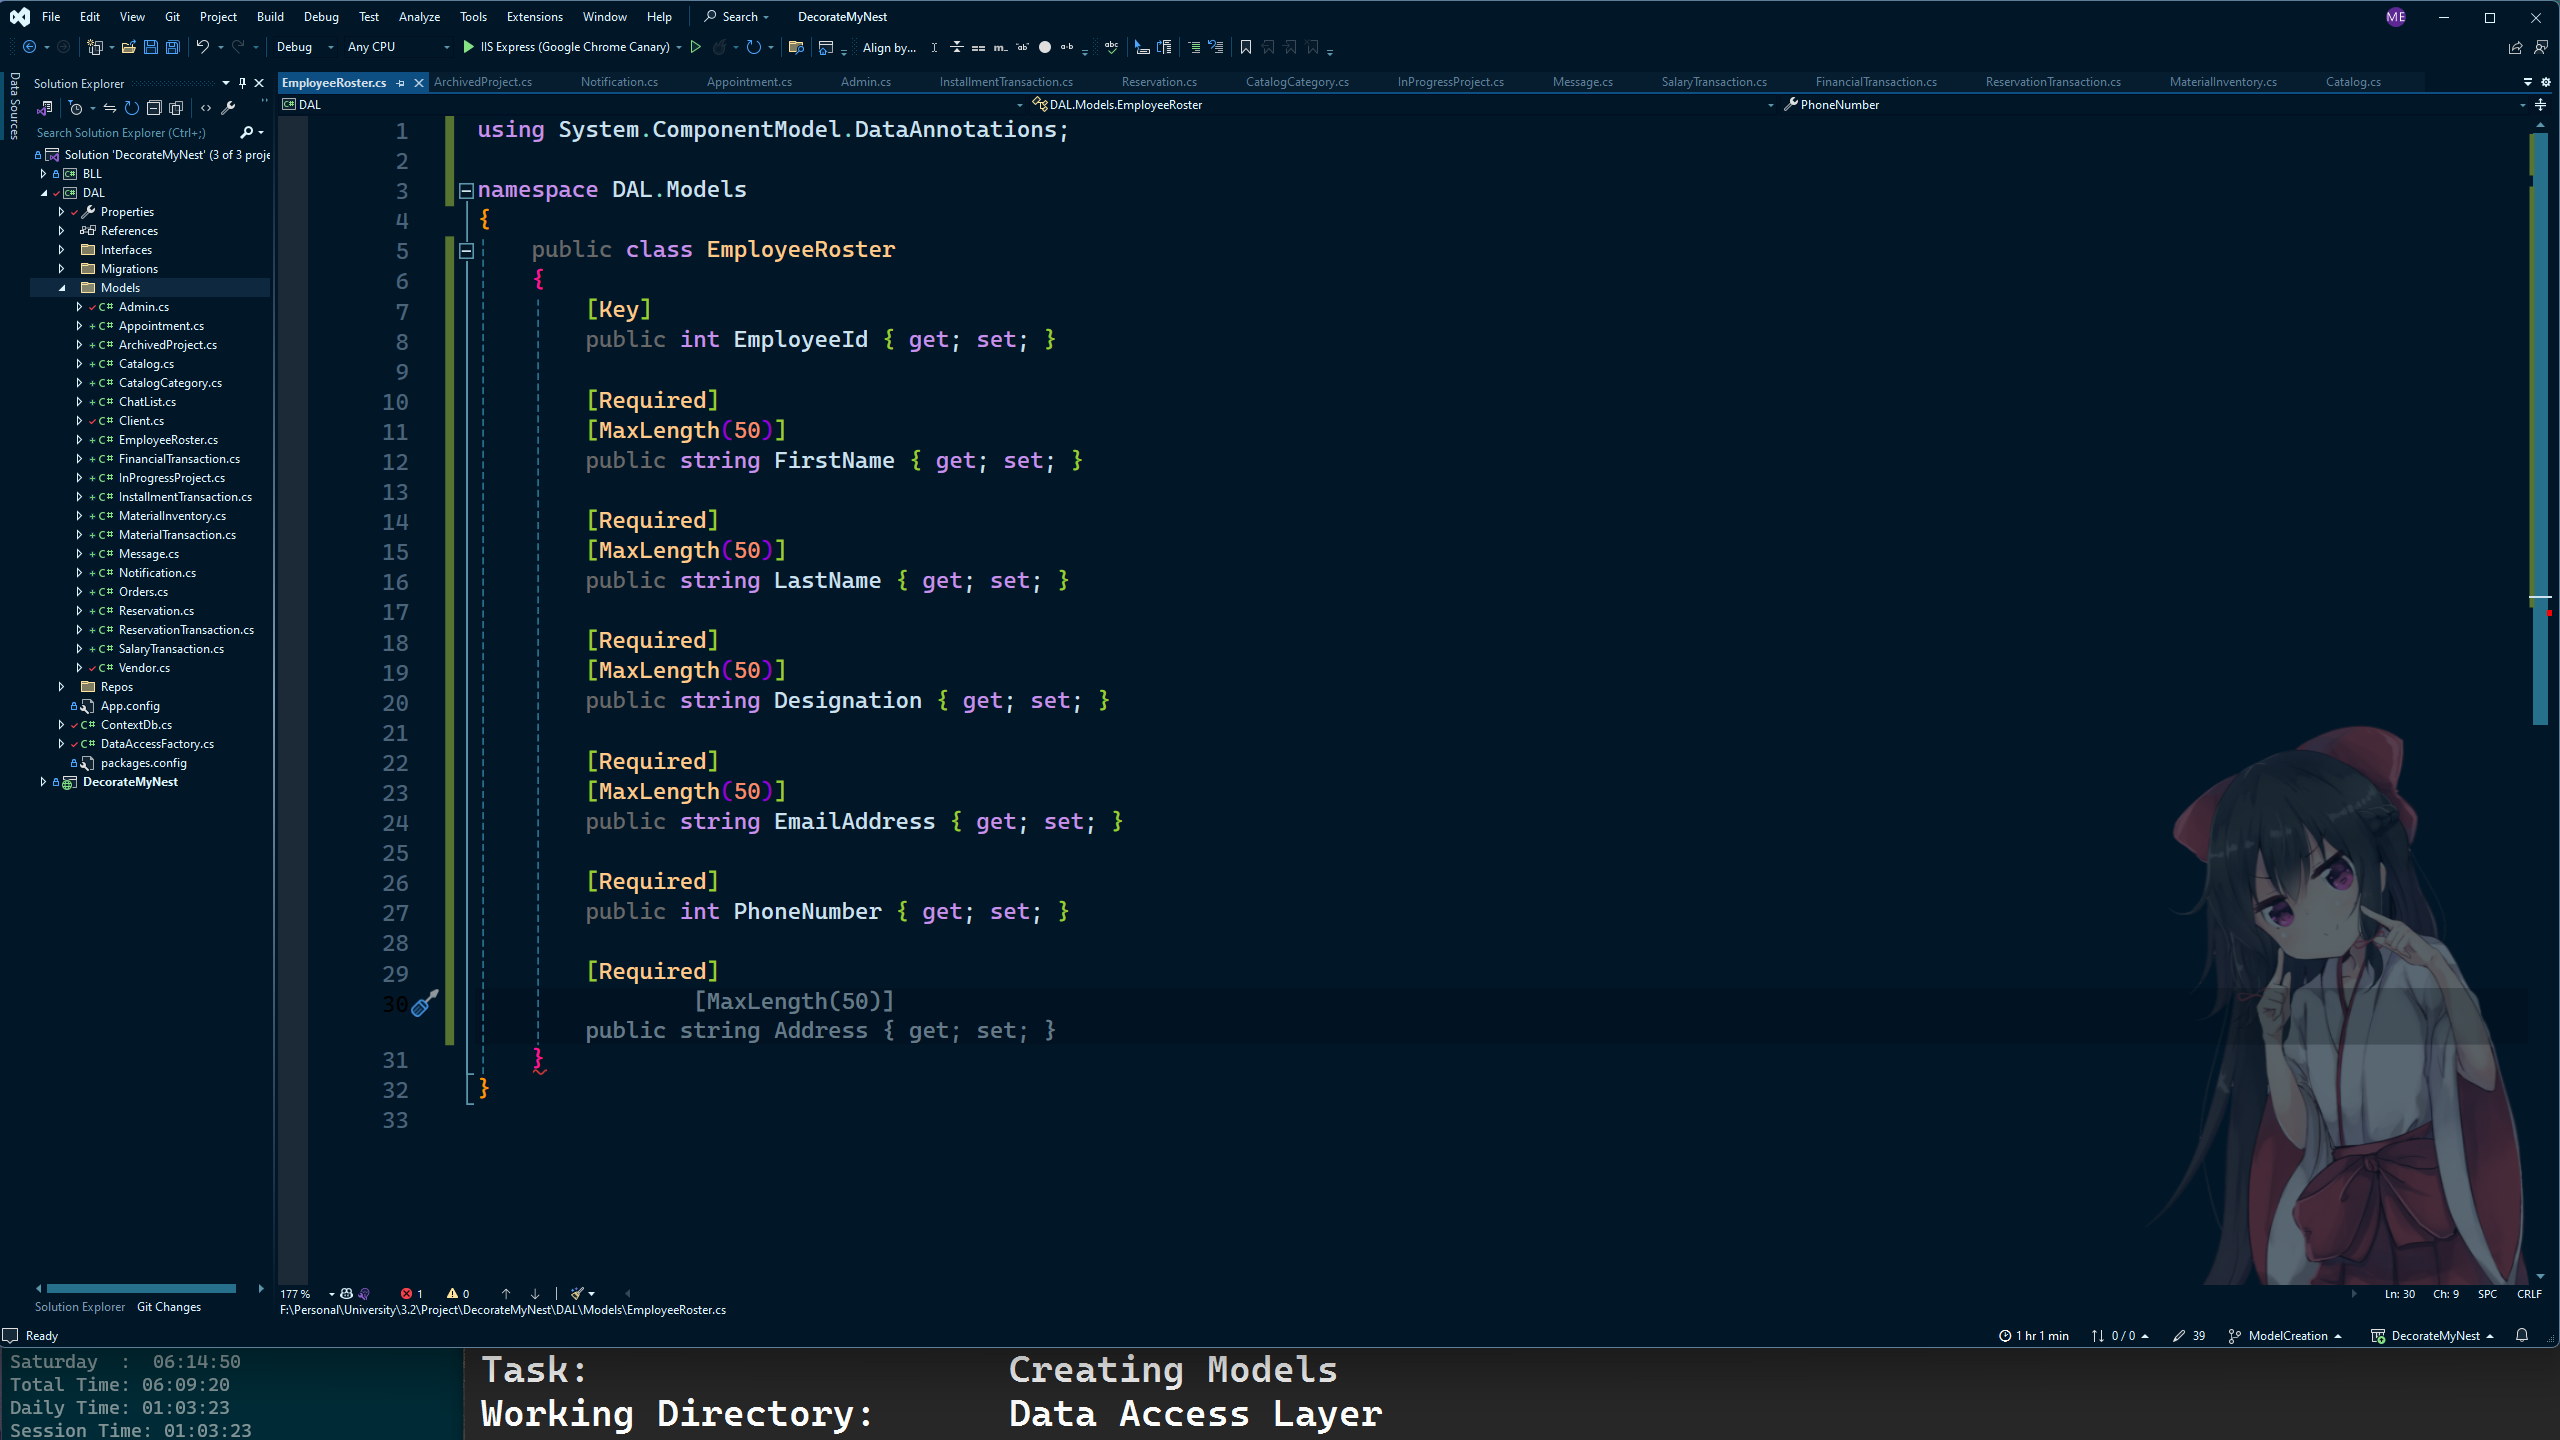 File Edit View Git Project Build Debug Test Analyze Tools Extensions Window Help Search DecorateMyNest ME
Debug Any CPU IIS Express (Google Chrome Canary) Align by...
Data Sources
Solution Explorer
Search Solution Explorer (Ctrl+;)
Solution 'DecorateMyNest' (3 of 3 proje
BLL
DAL
Properties
References
Interfaces
Migrations
Models
C# Admin.cs
C# Appointment.cs
C# ArchivedProject.cs
C# Catalog.cs
C# CatalogCategory.cs
C# ChatList.cs
C# Client.cs
C# EmployeeRoster.cs
C# FinancialTransaction.cs
C# InProgressProject.cs
C# InstallmentTransaction.cs
C# MaterialInventory.cs
C# MaterialTransaction.cs
C# Message.cs
C# Notification.cs
C# Orders.cs
C# Reservation.cs
C# ReservationTransaction.cs
C# SalaryTransaction.cs
C# Vendor.cs
Repos
App.config
C# ContextDb.cs
C# DataAccessFactory.cs
packages.config
DecorateMyNest
Solution Explorer Git Changes
EmployeeRoster.cs ArchivedProject.cs Notification.cs Appointment.cs Admin.cs InstallmentTransaction.cs Reservation.cs CatalogCategory.cs InProgressProject.cs Message.cs SalaryTransaction.cs FinancialTransaction.cs ReservationTransaction.cs MaterialInventory.cs Catalog.cs
C# DAL DAL.Models.EmployeeRoster PhoneNumber
1 using System.ComponentModel.DataAnnotations;
2
3 namespace DAL.Models
4 {
5 public class EmployeeRoster
6 {
7 [Key]
8 public int EmployeeId { get; set; }
9
10 [Required]
11 [MaxLength(50)]
12 public string FirstName { get; set; }
13
14 [Required]
15 [MaxLength(50)]
16 public string LastName { get; set; }
17
18 [Required]
19 [MaxLength(50)]
20 public string Designation { get; set; }
21
22 [Required]
23 [MaxLength(50)]
24 public string EmailAddress { get; set; }
25
26 [Required]
27 public int PhoneNumber { get; set; }
28
29 [Required]
30 [MaxLength(50)]
public string Address { get; set; }
31 }
32 }
33
177 % 1 0 Ln: 30 Ch: 9 SPC CRLF
F:\Personal\University\3.2\Project\DecorateMyNest\DAL\Models\EmployeeRoster.cs
Ready 1 hr 1 min 0 / 0 39 ModelCreation DecorateMyNest
Saturday : 06:14:50
Total Time: 06:09:20
Daily Time: 01:03:23
Session Time: 01:03:23
Task: Creating Models
Working Directory: Data Access Layer